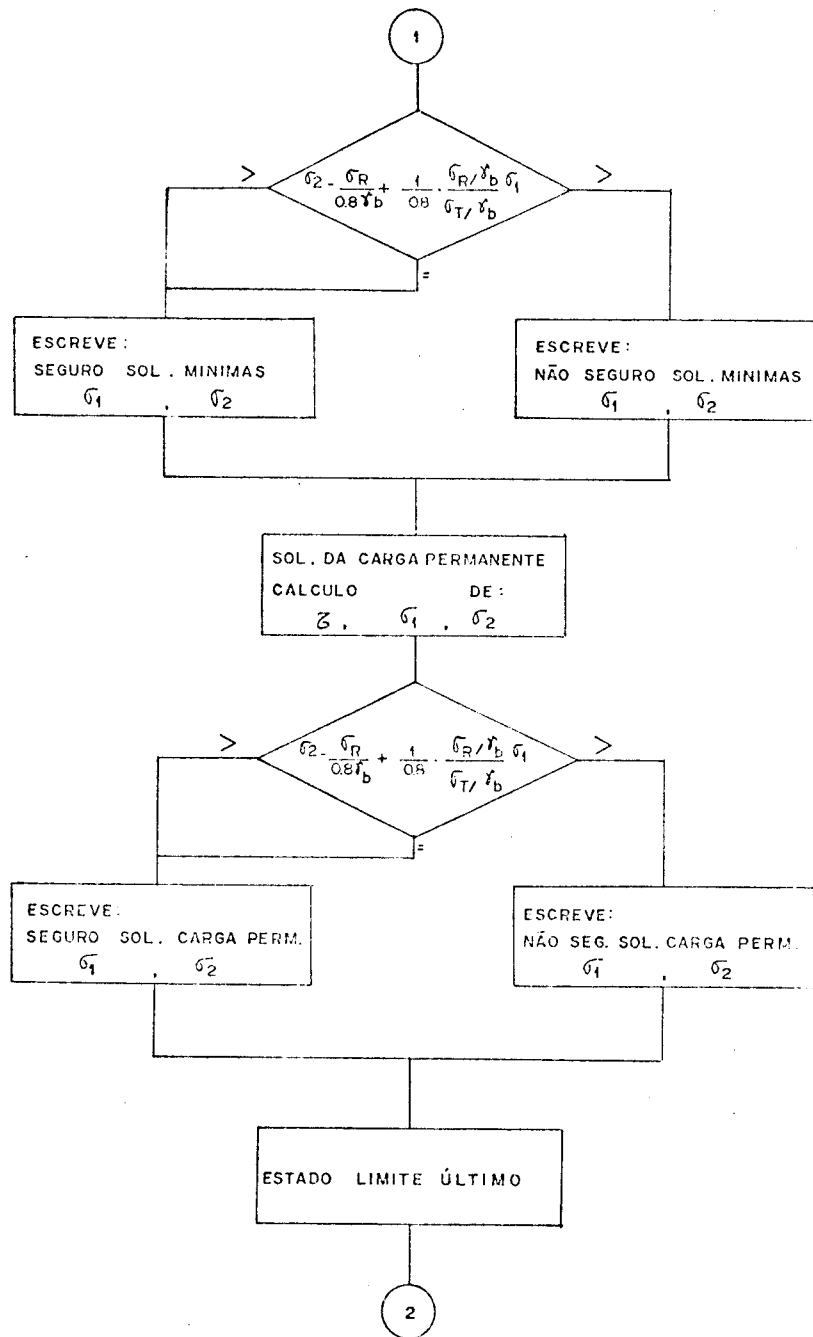 1
> σ2 - σR/0.8γb + 1/0.8 · σR/γb / σT/γb σ1 >
=
ESCREVE:
SEGURO SOL. MINIMAS
σ1 , σ2
ESCREVE:
NÃO SEGURO SOL. MINIMAS
σ1 , σ2
SOL. DA CARGA PERMANENTE
CALCULO DE:
σ1 , σ2
> σ2 - σR/0.8γb + 1/0.8 · σR/γb / σT/γb σ1 >
=
ESCREVE:
SEGURO SOL. CARGA PERM.
σ1 , σ2
ESCREVE:
NÃO SEG. SOL. CARGA PERM.
σ1 , σ2
ESTADO LIMITE ÚLTIMO
2